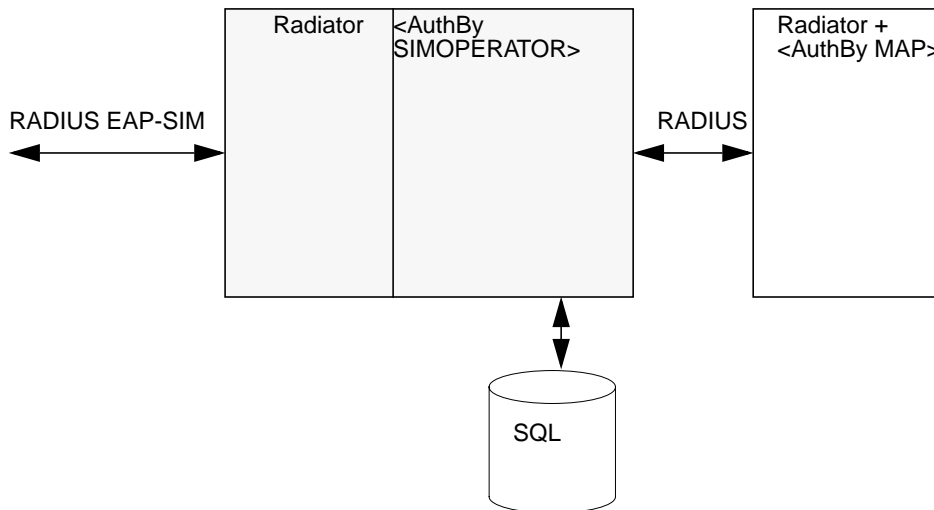 Radiator
<AuthBy
SIMOPERATOR>
Radiator +
<AuthBy MAP>
RADIUS EAP-SIM
RADIUS
SQL